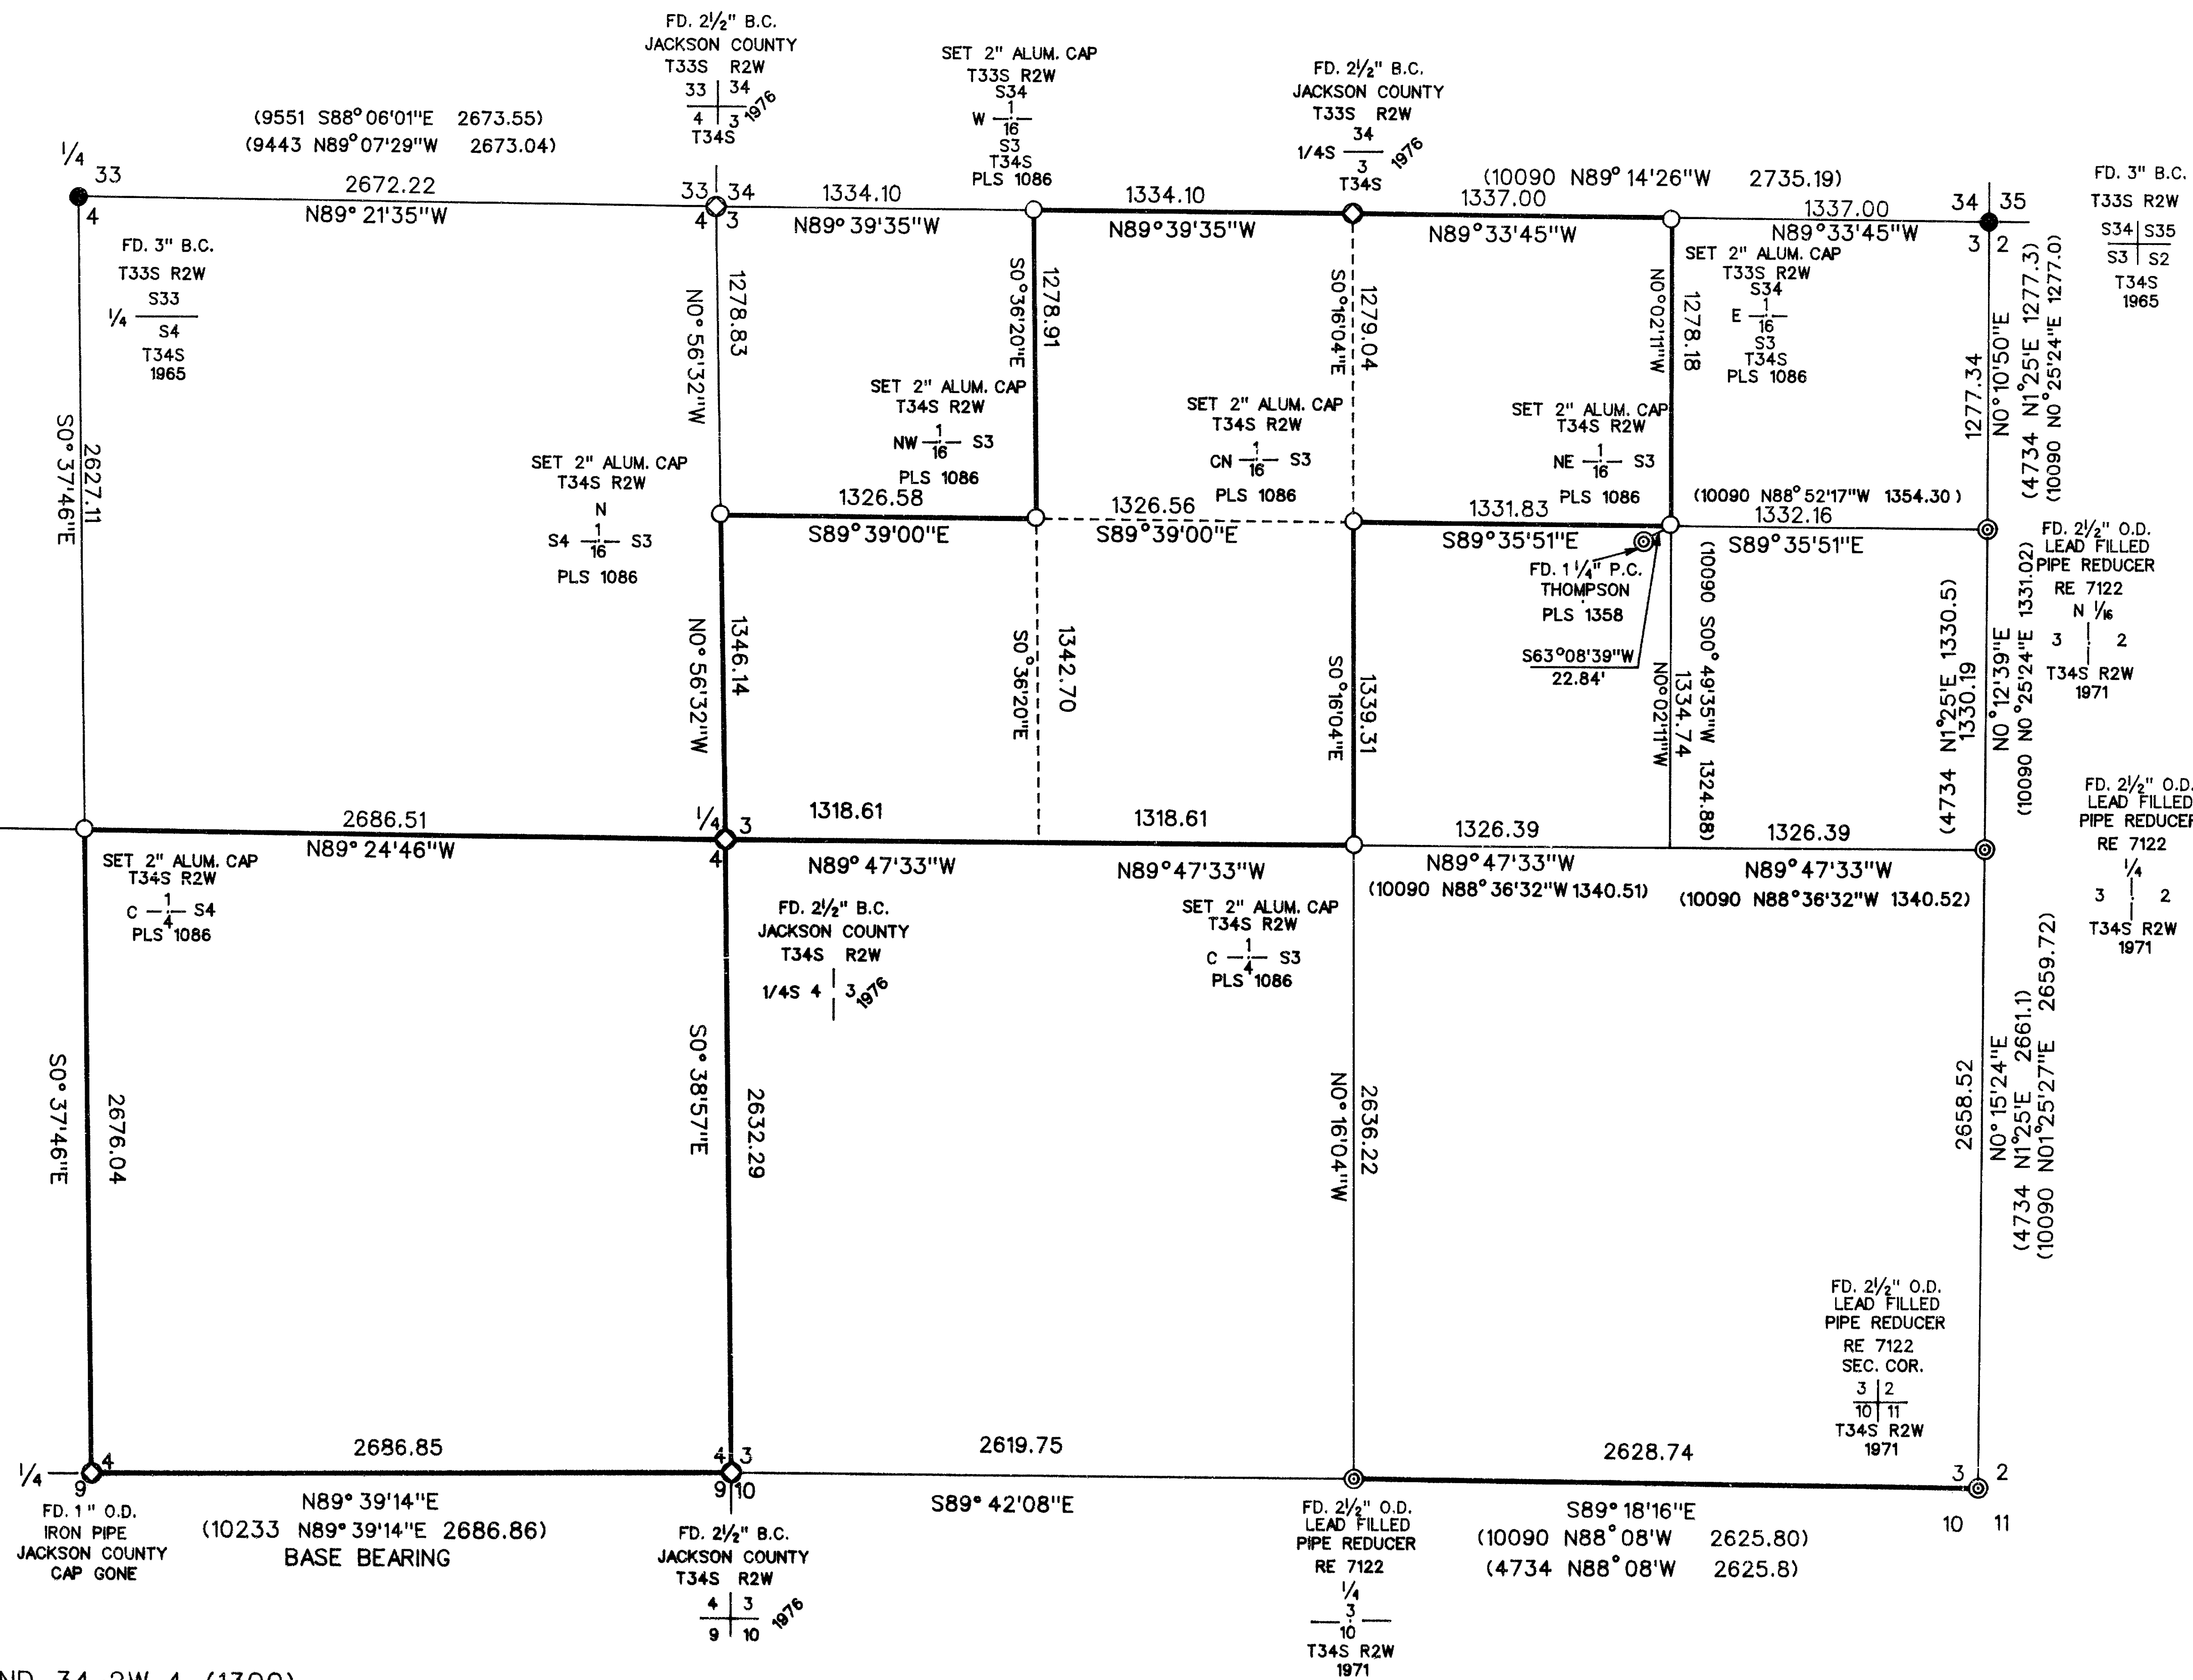 FD. 2½" B.C.
JACKSON COUNTY
T33S R2W
33 34
4 3 1976
T34S
SET 2" ALUM. CAP
T33S R2W
S34
W 1
16
S3
T34S
PLS 1086
FD. 2½" B.C.
JACKSON COUNTY
T33S R2W
34
1/4S 1976
3
T34S
(9551 S88°06'01"E 2673.55)
(9443 N89°07'29"W 2673.04)
(10090 N89°14'26"W 2735.19)
FD. 3" B.C.
T33S R2W
S34 S35
S3 S2
T34S
1965
¼ 33
4
2672.22
N89°21'35"W
33 34
4 3
1334.10
N89°39'35"W
1334.10
N89°39'35"W
1337.00
N89°33'45"W
1337.00
N89°33'45"W
34 35
3 2
FD. 3" B.C.
T33S R2W
S33
¼
S4
T34S
1965
S0°37'46"E
2627.11
N0°56'32"W
1278.83
S0°36'20"E
1278.91
S0°16'04"E
1279.04
N0°02'11"W
1278.18
SET 2" ALUM. CAP
T33S R2W
S34
E 1
16
S3
T34S
PLS 1086
1277.34
N0°10'50"E
(4734 N1°25'E 1277.3)
(10090 N0°25'24"E 1277.0)
SET 2" ALUM. CAP
T34S R2W
N
S4 1 S3
16
PLS 1086
SET 2" ALUM. CAP
T34S R2W
NW 1 S3
16
PLS 1086
SET 2" ALUM. CAP
T34S R2W
CN 1 S3
16
PLS 1086
SET 2" ALUM. CAP
T34S R2W
NE 1 S3
16
PLS 1086
1326.58
S89°39'00"E
1326.56
S89°39'00"E
1331.83
S89°35'51"E
(10090 N88°52'17"W 1354.30)
1332.16
S89°35'51"E
FD. 2½" O.D.
LEAD FILLED
PIPE REDUCER
RE 7122
N 1/16
3 2
T34S R2W
1971
FD. 1¼" P.C.
THOMPSON
PLS 1358
S63°08'39"W
22.84'
N0°56'32"W
1346.14
S0°36'20"E
1342.70
S0°16'04"E
1339.31
N0°02'11"W
1334.74
(10090 S00°49'35"W 1324.88)
(4734 N1°25'E 1330.5)
1330.19
N0°12'39"E
(10090 N0°25'24"E 1331.02)
2686.51
N89°24'46"W
¼ 3
4
1318.61
N89°47'33"W
1318.61
N89°47'33"W
1326.39
N89°47'33"W
(10090 N88°36'32"W 1340.51)
1326.39
N89°47'33"W
(10090 N88°36'32"W 1340.52)
FD. 2½" O.D.
LEAD FILLED
PIPE REDUCER
RE 7122
¼
3 2
T34S R2W
1971
SET 2" ALUM. CAP
T34S R2W
C 1 S4
4
PLS 1086
FD. 2½" B.C.
JACKSON COUNTY
T34S R2W
1/4S 4 3 1976
SET 2" ALUM. CAP
T34S R2W
C 1 S3
4
PLS 1086
S0°37'46"E
2676.04
S0°38'57"E
2632.29
N0°16'04"W
2636.22
2658.52
N0°15'24"E
(4734 N1°25'E 2661.1)
(10090 N01°25'27"E 2659.72)
FD. 2½" O.D.
LEAD FILLED
PIPE REDUCER
RE 7122
SEC. COR.
3 2
10 11
T34S R2W
1971
¼ 4
9
2686.85
N89°39'14"E
(10233 N89°39'14"E 2686.86)
BASE BEARING
4 3
9 10
2619.75
S89°42'08"E
2628.74
S89°18'16"E
(10090 N88°08'W 2625.80)
(4734 N88°08'W 2625.8)
3 2
10 11
FD. 1" O.D.
IRON PIPE
JACKSON COUNTY
CAP GONE
FD. 2½" B.C.
JACKSON COUNTY
T34S R2W
4 3
9 10 1976
FD. 2½" O.D.
LEAD FILLED
PIPE REDUCER
RE 7122
¼
3
10
T34S R2W
1971